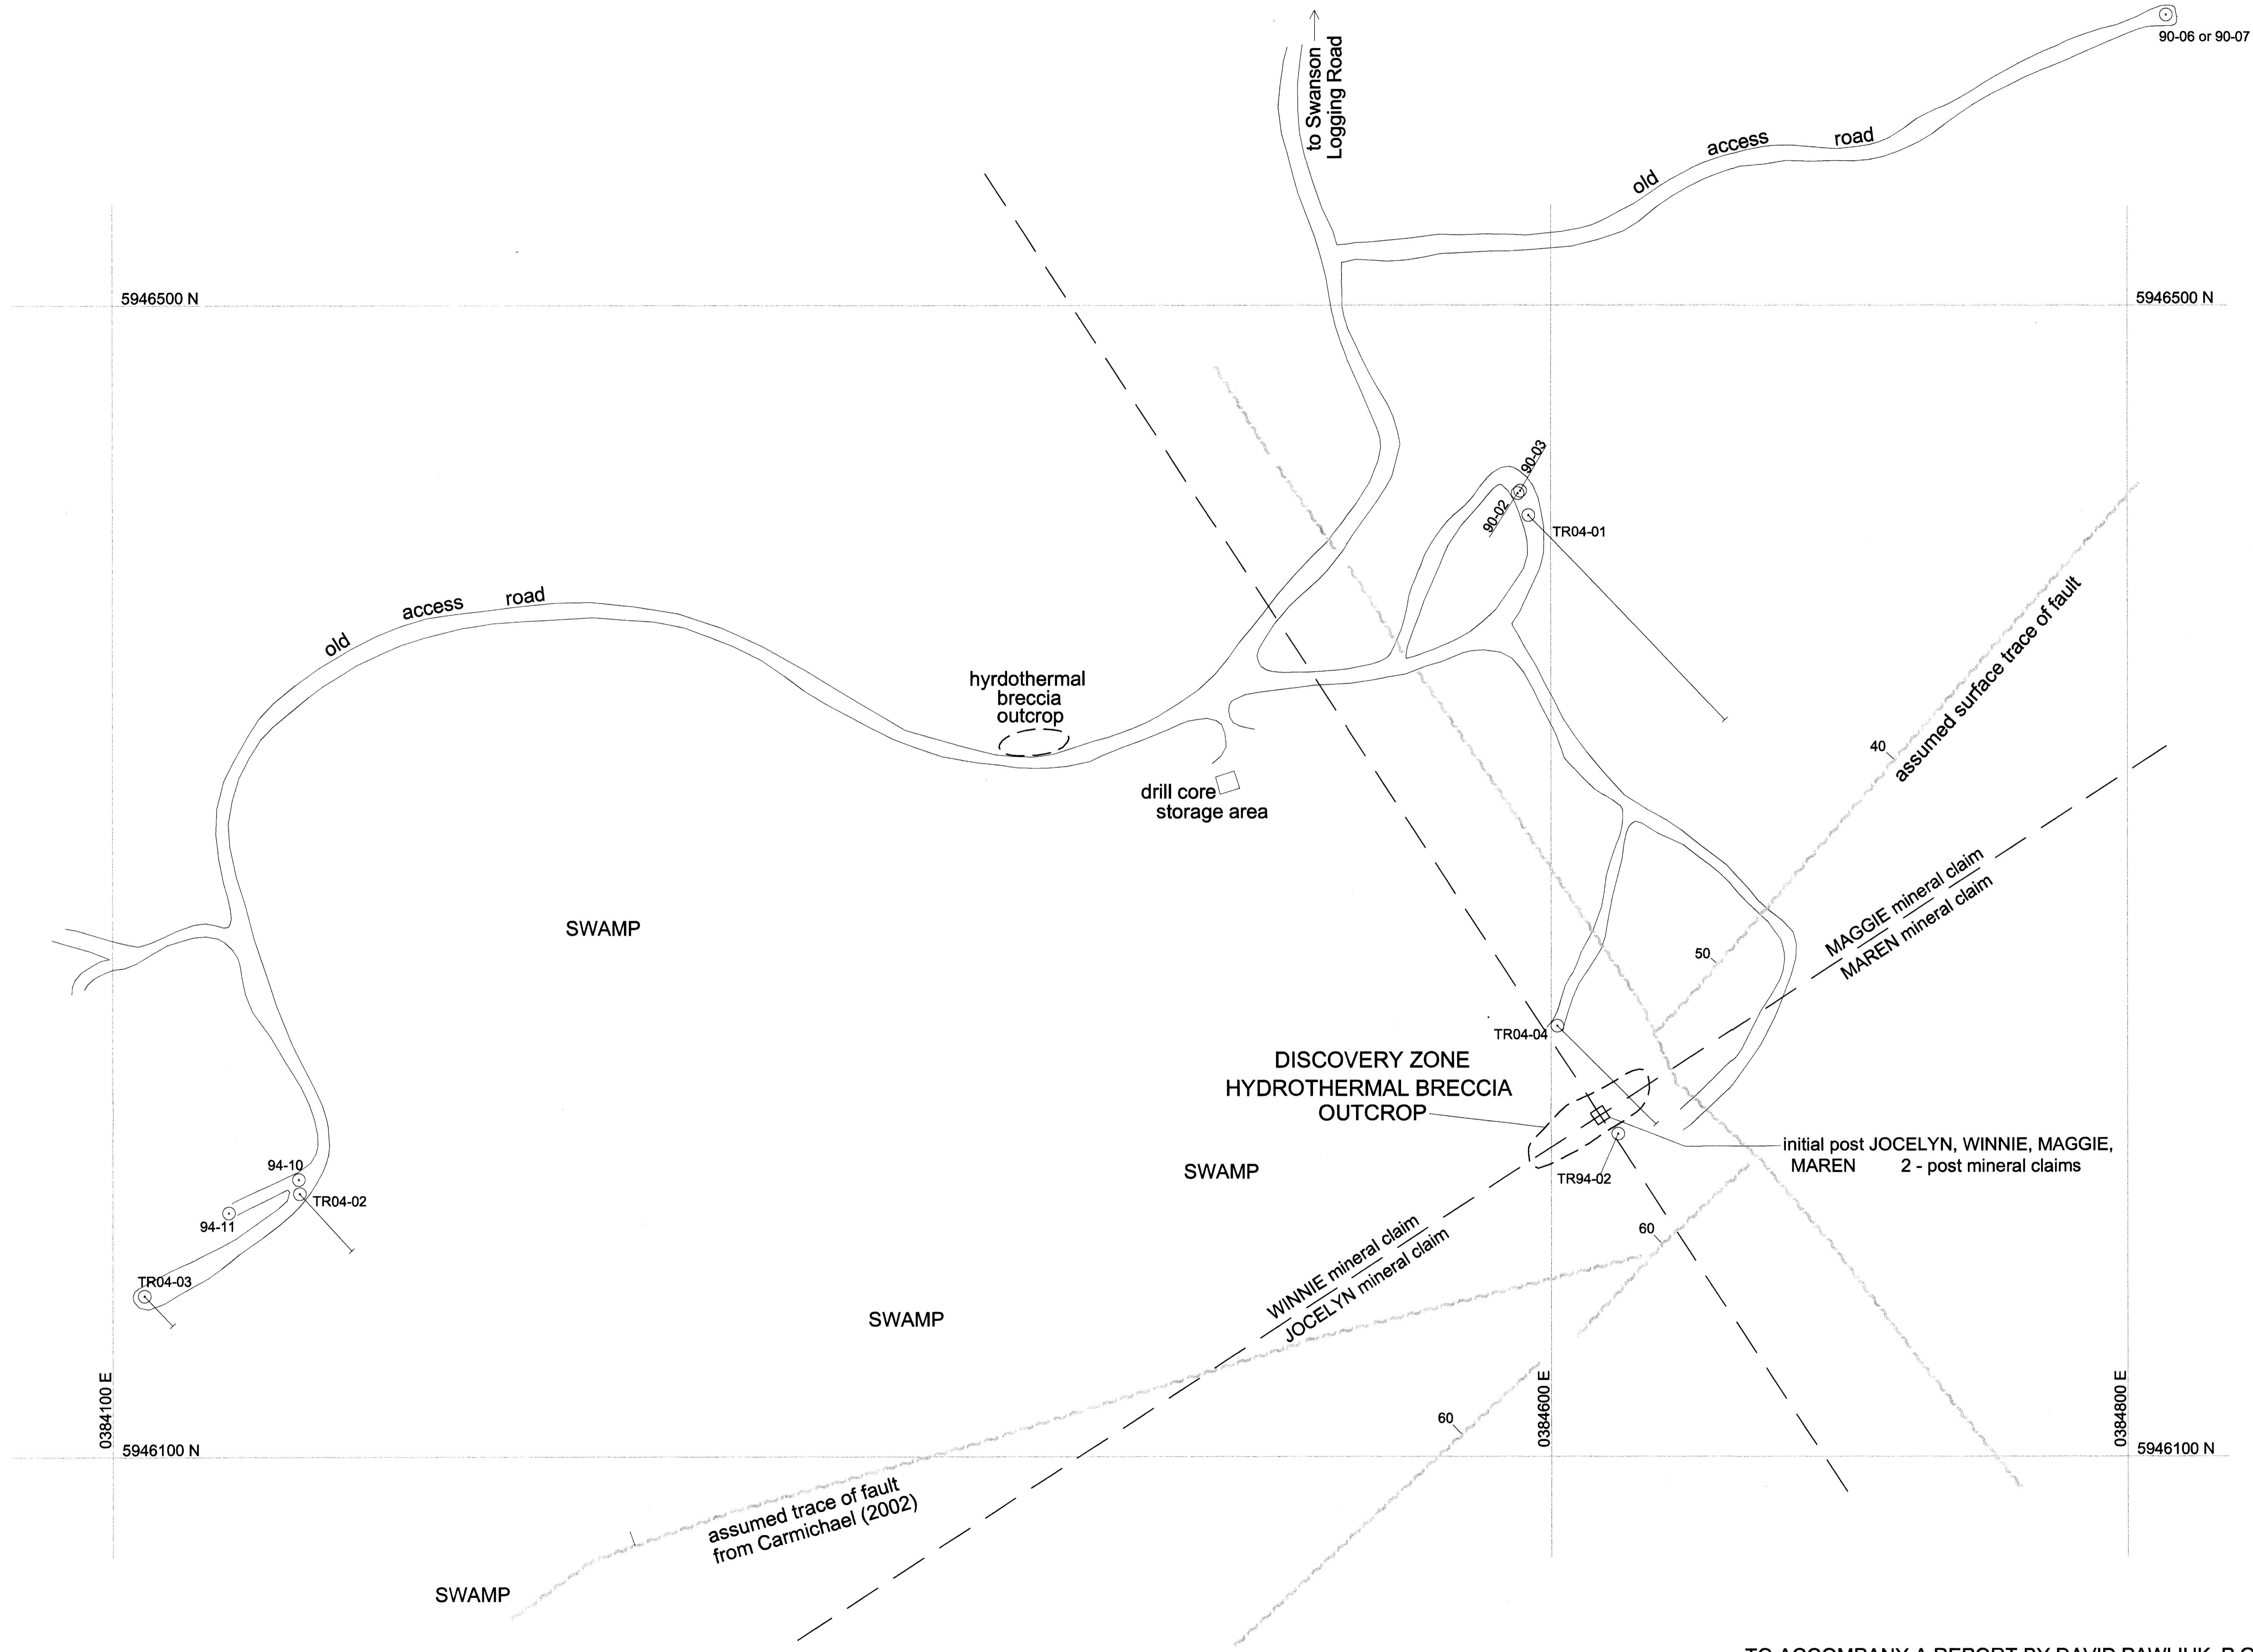 to Swanson
Logging Road
90-06 or 90-07
old access road
5946500 N
5946500 N
90-03
90-02
TR04-01
old access road
hyrdothermal
breccia
outcrop
drill core
storage area
40
assumed surface trace of fault
SWAMP
MAGGIE mineral claim
MAREN mineral claim
50
TR04-04
DISCOVERY ZONE
HYDROTHERMAL BRECCIA
OUTCROP
initial post JOCELYN, WINNIE, MAGGIE,
MAREN 2 - post mineral claims
SWAMP
TR94-02
94-10
TR04-02
94-11
60
WINNIE mineral claim
JOCELYN mineral claim
TR04-03
SWAMP
0384100 E
0384600 E
0384800 E
60
5946100 N
5946100 N
assumed trace of fault
from Carmichael (2002)
SWAMP